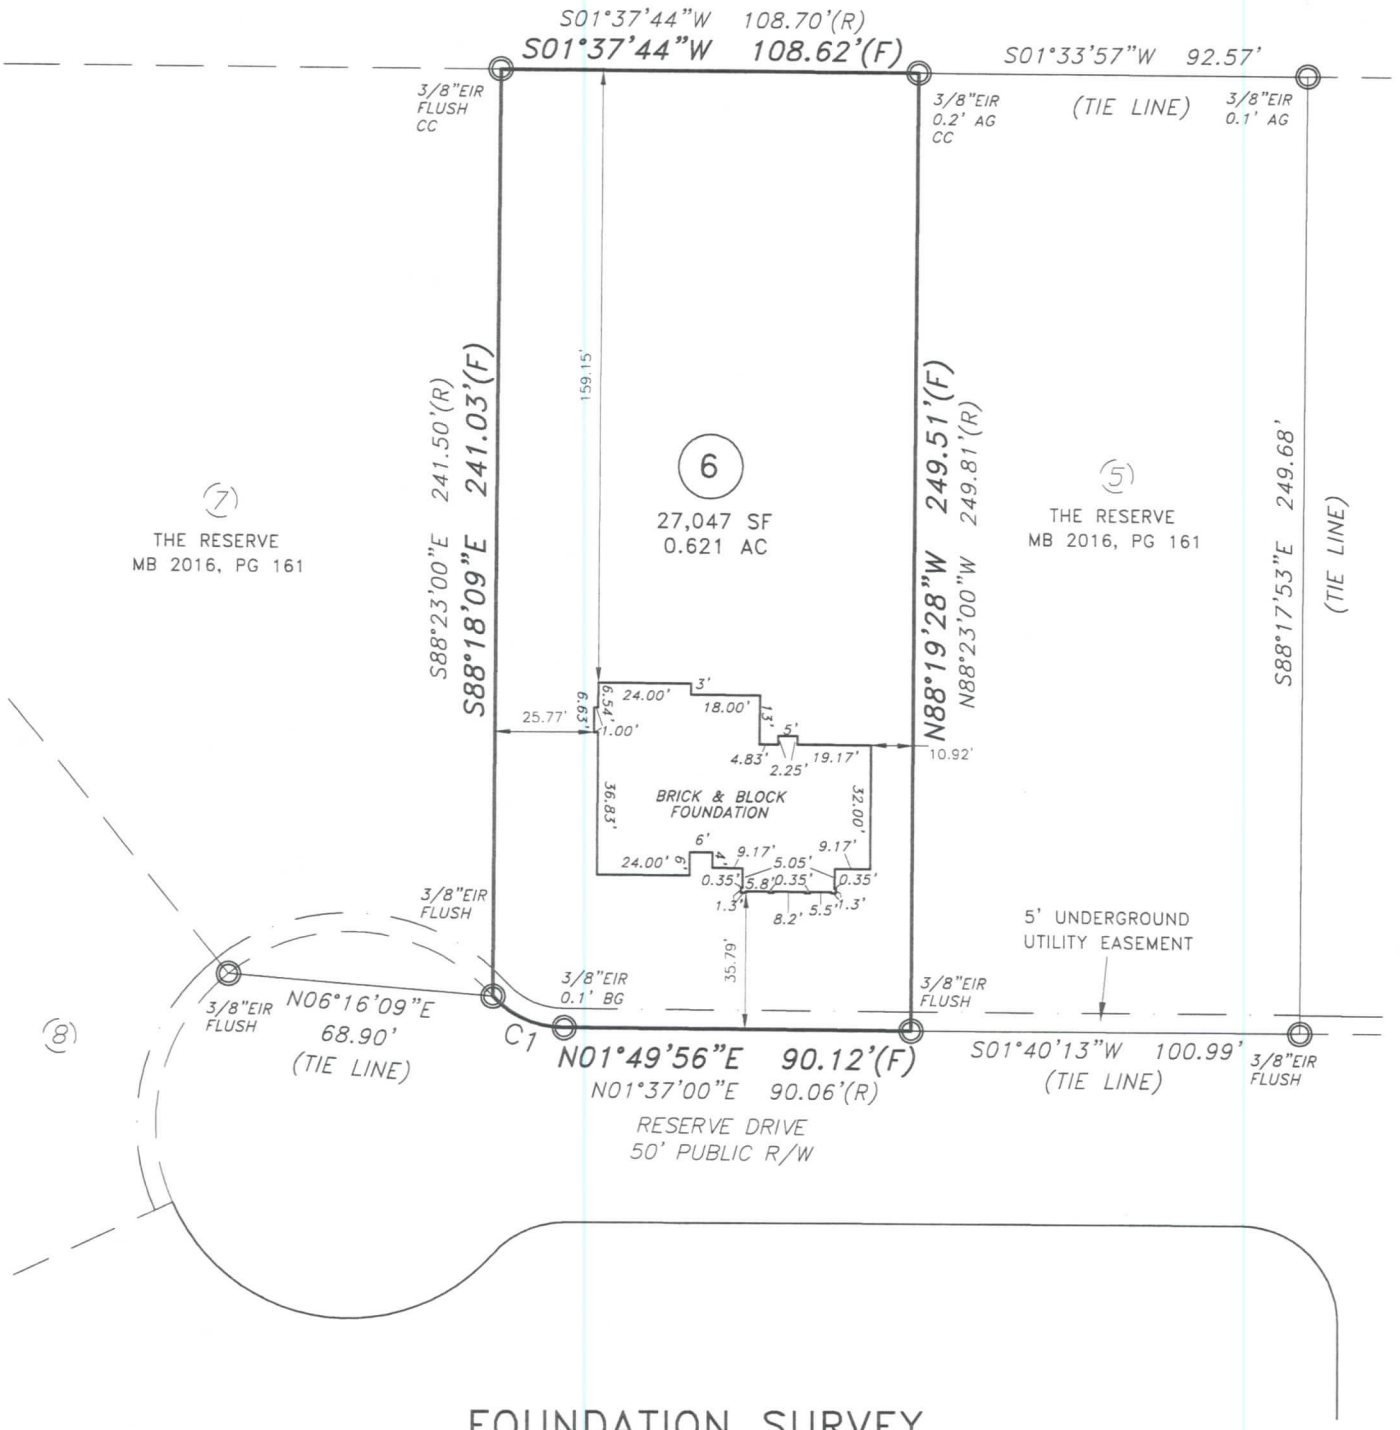 S01°37'44"W 108.70'(R)
S01°37'44"W 108.62'(F)
S01°33'57"W 92.57'
(TIE LINE)
3/8"EIR
FLUSH
CC
3/8"EIR
0.2' AG
CC
3/8"EIR
0.1' AG
159.15'
S88°23'00"E 241.50'(R)
S88°18'09"E 241.03'(F)
N88°19'28"W 249.51'(F)
N88°23'00"W 249.81'(R)
S88°17'53"E 249.68'
(TIE LINE)
6
27,047 SF
0.621 AC
7
THE RESERVE
MB 2016, PG 161
5
THE RESERVE
MB 2016, PG 161
25.77'
6.63'
6.54'
1.00'
24.00'
3'
18.00'
13'
4.83'
5'
2.25'
19.17'
10.92'
36.83'
BRICK & BLOCK
FOUNDATION
32.00'
24.00'
6'
6'
4'
9.17'
5.05'
9.17'
0.35'
5.8'
0.35'
0.35'
1.3'
8.2'
5.5'
1.3'
35.79'
3/8"EIR
FLUSH
5' UNDERGROUND
UTILITY EASEMENT
3/8"EIR
0.1' BG
3/8"EIR
FLUSH
3/8"EIR
FLUSH
N06°16'09"E
68.90'
(TIE LINE)
8
C1
N01°49'56"E 90.12'(F)
N01°37'00"E 90.06'(R)
S01°40'13"W 100.99'
(TIE LINE)
3/8"EIR
FLUSH
RESERVE DRIVE
50' PUBLIC R/W
FOUNDATION SURVEY